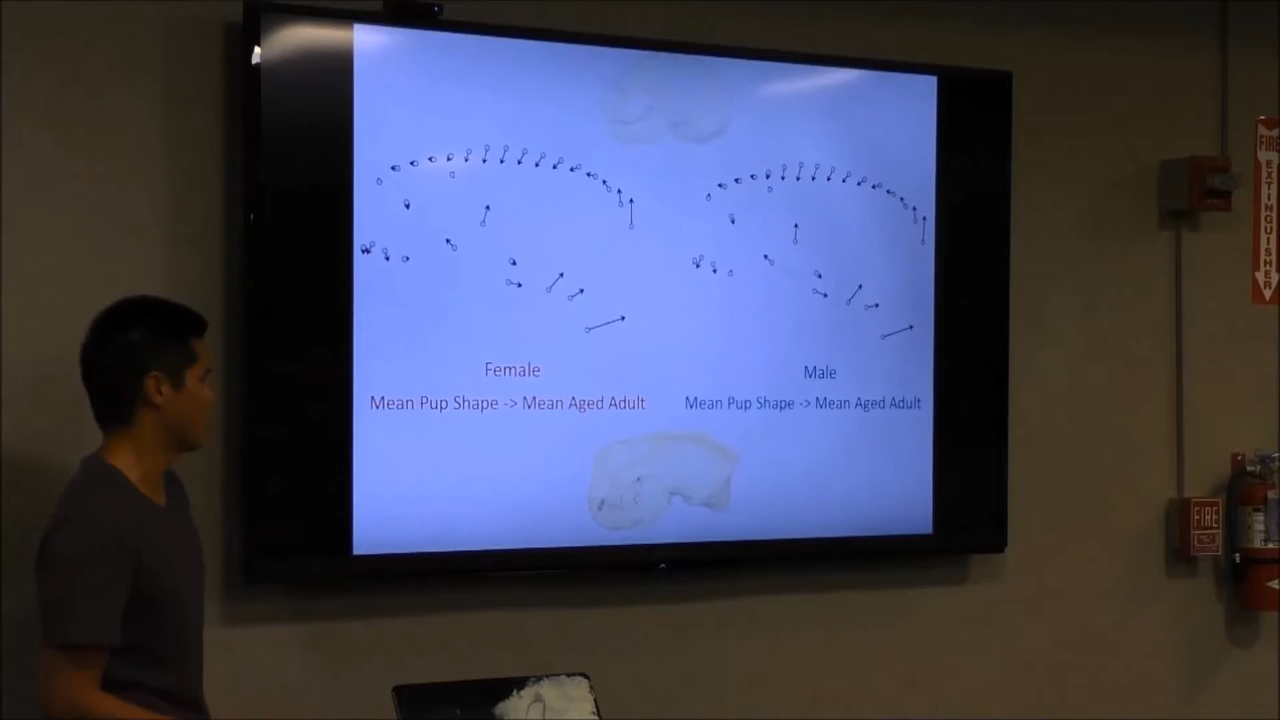 Female
Male
Mean Pup Shape -> Mean Aged Adult
Mean Pup Shape -> Mean Aged Adult
FIRE
EXTINGUISHER
FIRE